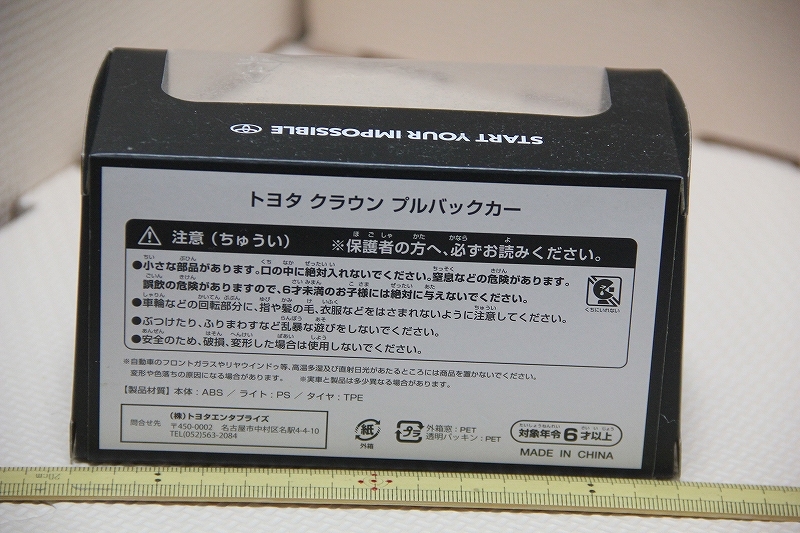 START YOUR IMPOSSIBLE
トヨタ クラウン プルバックカー
注意(ちゅうい) ※保護者の方へ、必ずお読みください。
●小さな部品があります。口の中に絶対入れないでください。窒息などの危険があります。
誤飲の危険がありますので、6才未満のお子様には絶対に与えないでください。
●車輪などの回転部分に、指や髪の毛、衣服などをはさまれないように注意してください。
●ぶつけたり、ふりまわすなど乱暴な遊びをしないでください。
●安全のため、破損、変形した場合は使用しないでください。
くちにいれない
※自動車のフロントガラスやリヤウインドゥ等、高温多湿及び直射日光があたるところには商品を置かないでください。
変形や色落ちの原因になる場合があります。 ※実車と製品は多少異なる場合があります。
【製品材質】本体:ABS / ライト:PS / タイヤ:TPE
問合せ先
(株)トヨタエンタプライズ
〒450-0002 名古屋市中村区名駅4-4-10
TEL(052)563-2084
紙
外箱
プラ
外箱窓:PET
透明パッキン:PET
対象年令6才以上
MADE IN CHINA
20cm